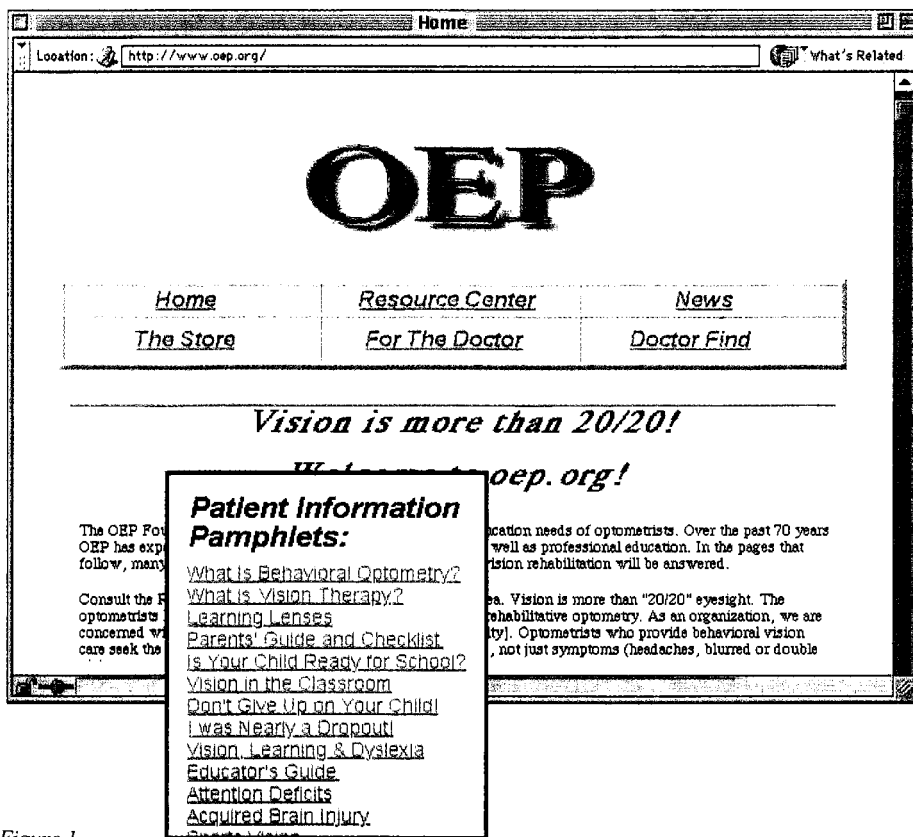 Home
Location: http://www.oep.org/ What's Related
OEP
Home Resource Center News
The Store For The Doctor Doctor Find
Vision is more than 20/20!
oep.org!
The OEP Fou cation needs of optometrists. Over the past 70 years
OEP has exp well as professional education. In the pages that
follow, many ision rehabilitation will be answered.
Consult the R ea. Vision is more than "20/20" eyesight. The
optometrists ehabilitative optometry. As an organization, we are
concerned wi ity]. Optometrists who provide behavioral vision
care seek the , not just symptoms (headaches, blurred or double
Patient Information
Pamphlets:
What is Behavioral Optometry?
What is Vision Therapy?
Learning Lenses
Parents' Guide and Checklist
Is Your Child Ready for School?
Vision in the Classroom
Don't Give Up on Your Child!
I was Nearly a Dropout!
Vision, Learning & Dyslexia
Educator's Guide
Attention Deficits
Acquired Brain Injury
Figure 1